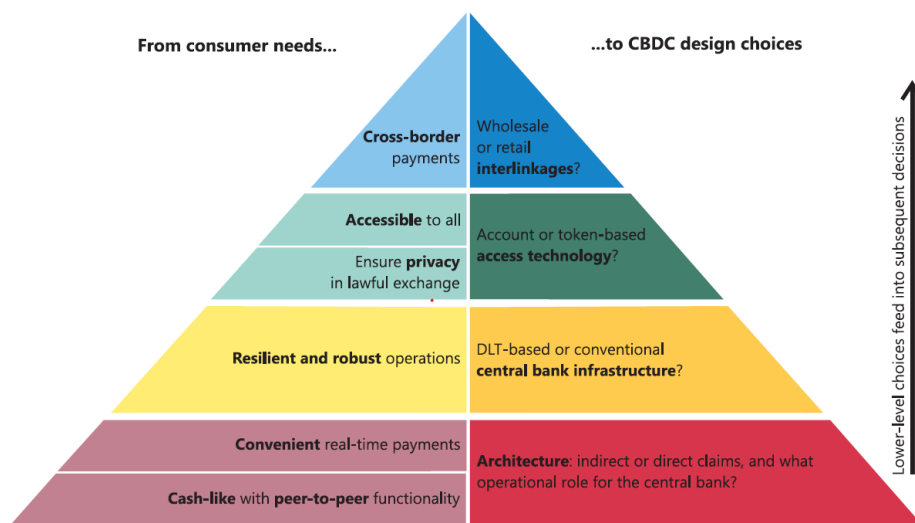 From consumer needs...
...to CBDC design choices
Cross-border
payments
Wholesale
or retail
interlinkages?
Accessible to all
Ensure privacy
in lawful exchange
Account or token-based
access technology?
Resilient and robust operations
DLT-based or conventional
central bank infrastructure?
Convenient real-time payments
Cash-like with peer-to-peer functionality
Architecture: indirect or direct claims, and what
operational role for the central bank?
Lower-level choices feed into subsequent decisions